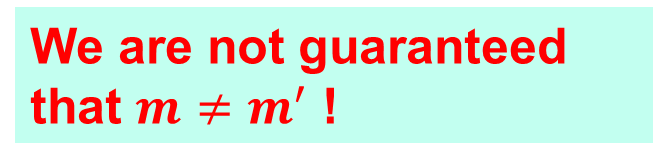 We are not guaranteed
that m ≠ m′ !